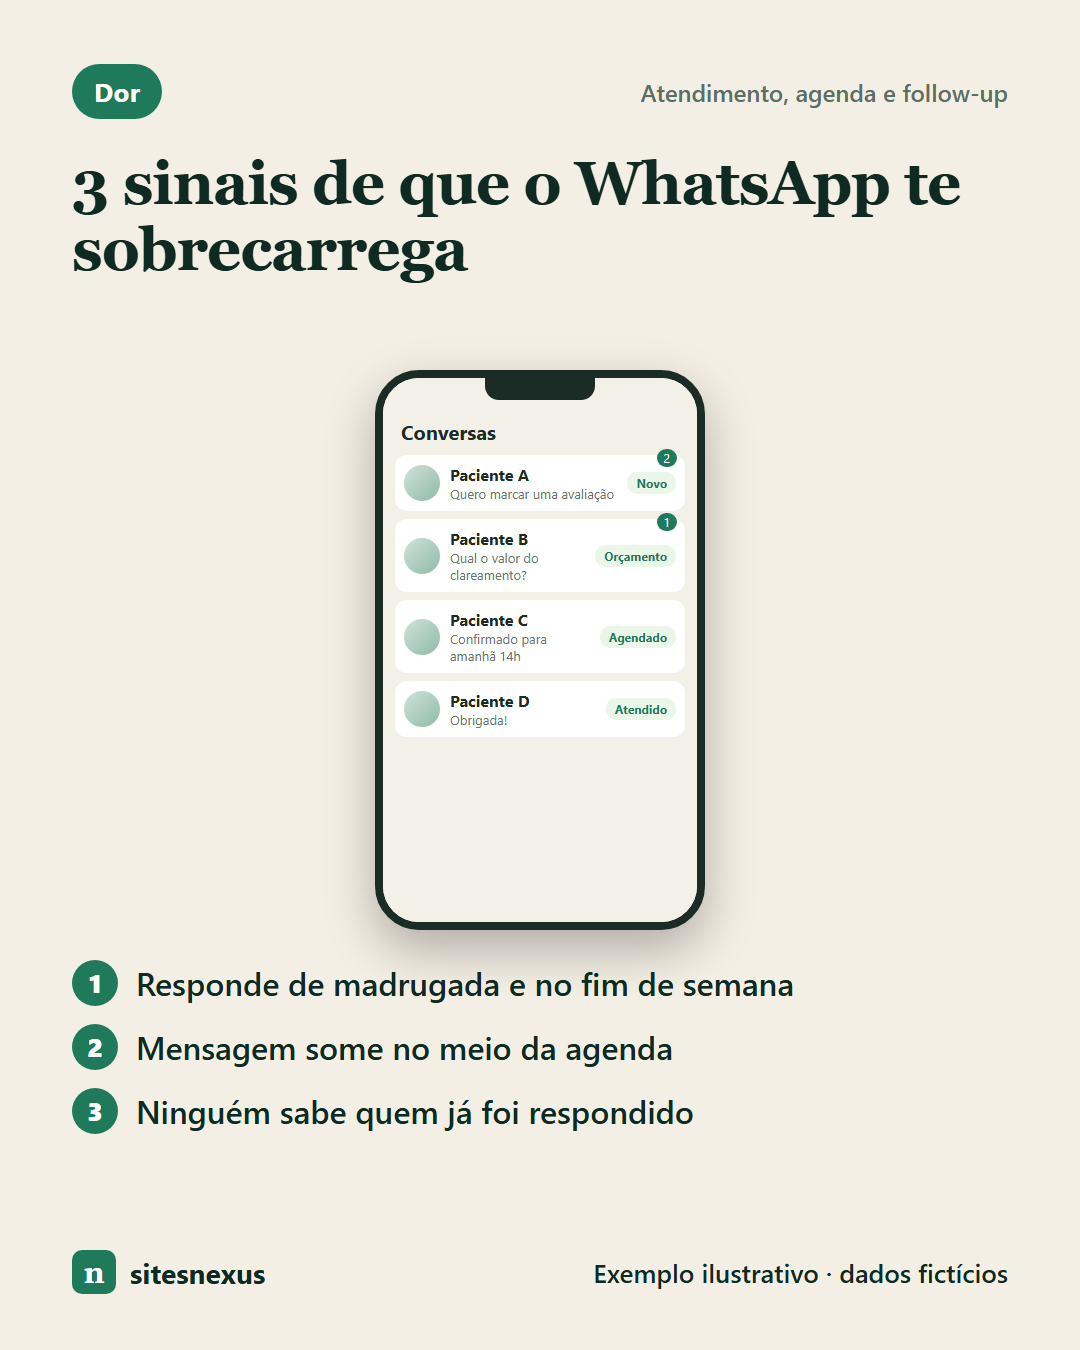 Dor
Atendimento, agenda e follow-up
3 sinais de que o WhatsApp te
sobrecarrega
Conversas
2
Paciente A
Quero marcar uma avaliação
Novo
1
Paciente B
Qual o valor do
clareamento?
Orçamento
Paciente C
Confirmado para
amanhã 14h
Agendado
Paciente D
Obrigada!
Atendido
1 Responde de madrugada e no fim de semana
2 Mensagem some no meio da agenda
3 Ninguém sabe quem já foi respondido
n sitesnexus
Exemplo ilustrativo · dados fictícios